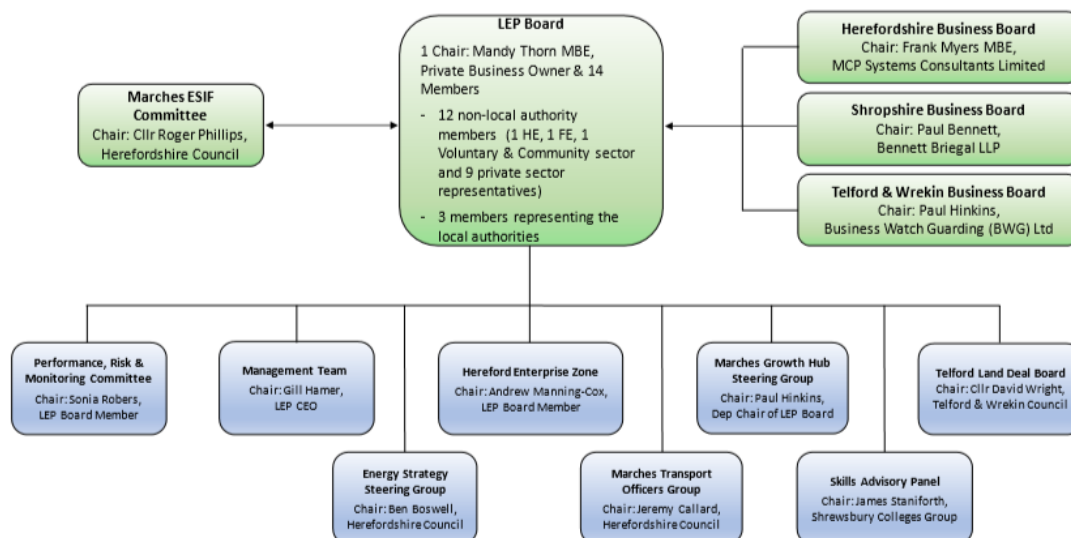 LEP Board
1 Chair: Mandy Thorn MBE,
Private Business Owner & 14
Members
- 12 non-local authority
members (1 HE, 1 FE, 1
Voluntary & Community sector
and 9 private sector
representatives)
- 3 members representing the
local authorities
Marches ESIF
Committee
Chair: Cllr Roger Phillips,
Herefordshire Council
Herefordshire Business Board
Chair: Frank Myers MBE,
MCP Systems Consultants Limited
Shropshire Business Board
Chair: Paul Bennett,
Bennett Briegal LLP
Telford & Wrekin Business Board
Chair: Paul Hinkins,
Business Watch Guarding (BWG) Ltd
Performance, Risk &
Monitoring Committee
Chair: Sonia Robers,
LEP Board Member
Management Team
Chair: Gill Hamer,
LEP CEO
Hereford Enterprise Zone
Chair: Andrew Manning-Cox,
LEP Board Member
Marches Growth Hub
Steering Group
Chair: Paul Hinkins,
Dep Chair of LEP Board
Telford Land Deal Board
Chair: Cllr David Wright,
Telford & Wrekin Council
Energy Strategy
Steering Group
Chair: Ben Boswell,
Herefordshire Council
Marches Transport
Officers Group
Chair: Jeremy Callard,
Herefordshire Council
Skills Advisory Panel
Chair: James Staniforth,
Shrewsbury Colleges Group